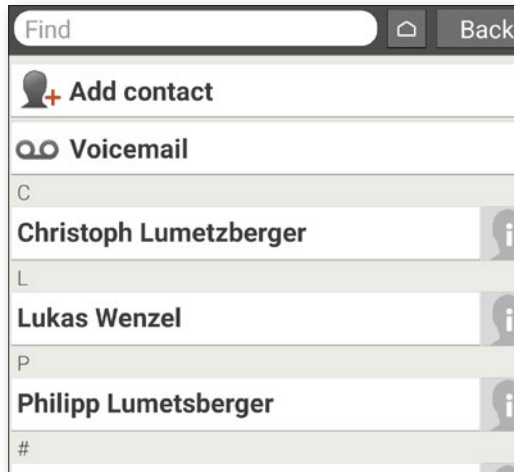 Find
Back
Add contact
Voicemail
C
Christoph Lumetzberger
L
Lukas Wenzel
P
Philipp Lumetsberger
#